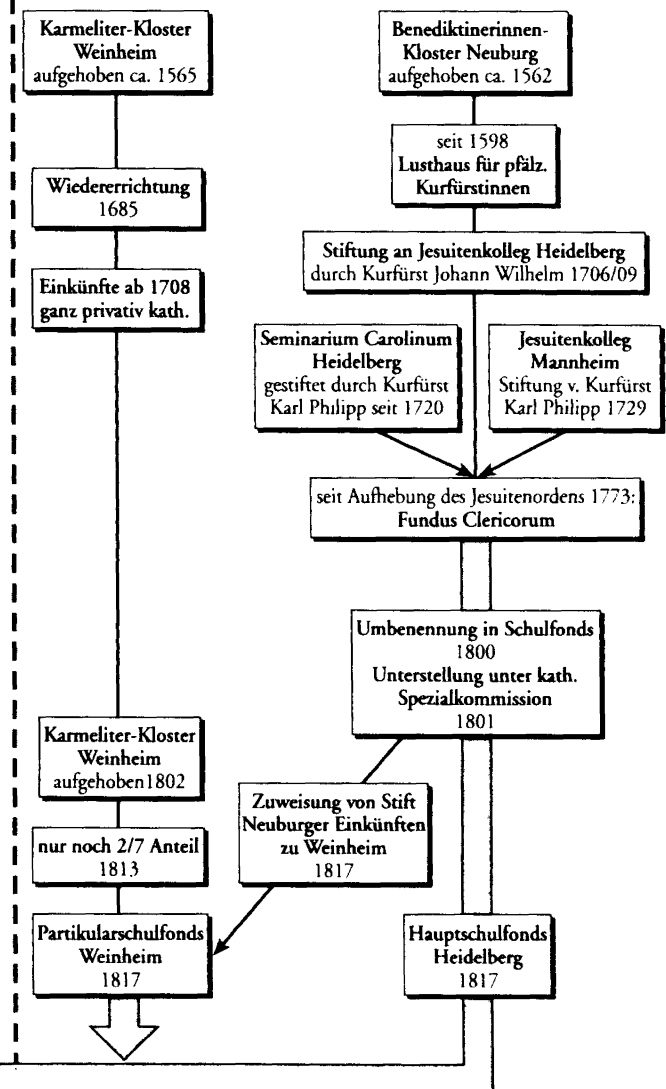 Karmeliter-Kloster
Weinheim
aufgehoben ca. 1565
Wiedererrichtung
1685
Einkünfte ab 1708
ganz privativ kath.
Karmeliter-Kloster
Weinheim
aufgehoben1802
nur noch 2/7 Anteil
1813
Partikularschulfonds
Weinheim
1817
Benediktinerinnen-
Kloster Neuburg
aufgehoben ca. 1562
seit 1598
Lusthaus für pfälz.
Kurfürstinnen
Stiftung an Jesuitenkolleg Heidelberg
durch Kurfürst Johann Wilhelm 1706/09
Seminarium Carolinum
Heidelberg
gestiftet durch Kurfürst
Karl Philipp seit 1720
Jesuitenkolleg
Mannheim
Stiftung v. Kurfürst
Karl Philipp 1729
seit Aufhebung des Jesuitenordens 1773:
Fundus Clericorum
Umbenennung in Schulfonds
1800
Unterstellung unter kath.
Spezialkommission
1801
Zuweisung von Stift
Neuburger Einkünften
zu Weinheim
1817
Hauptschulfonds
Heidelberg
1817